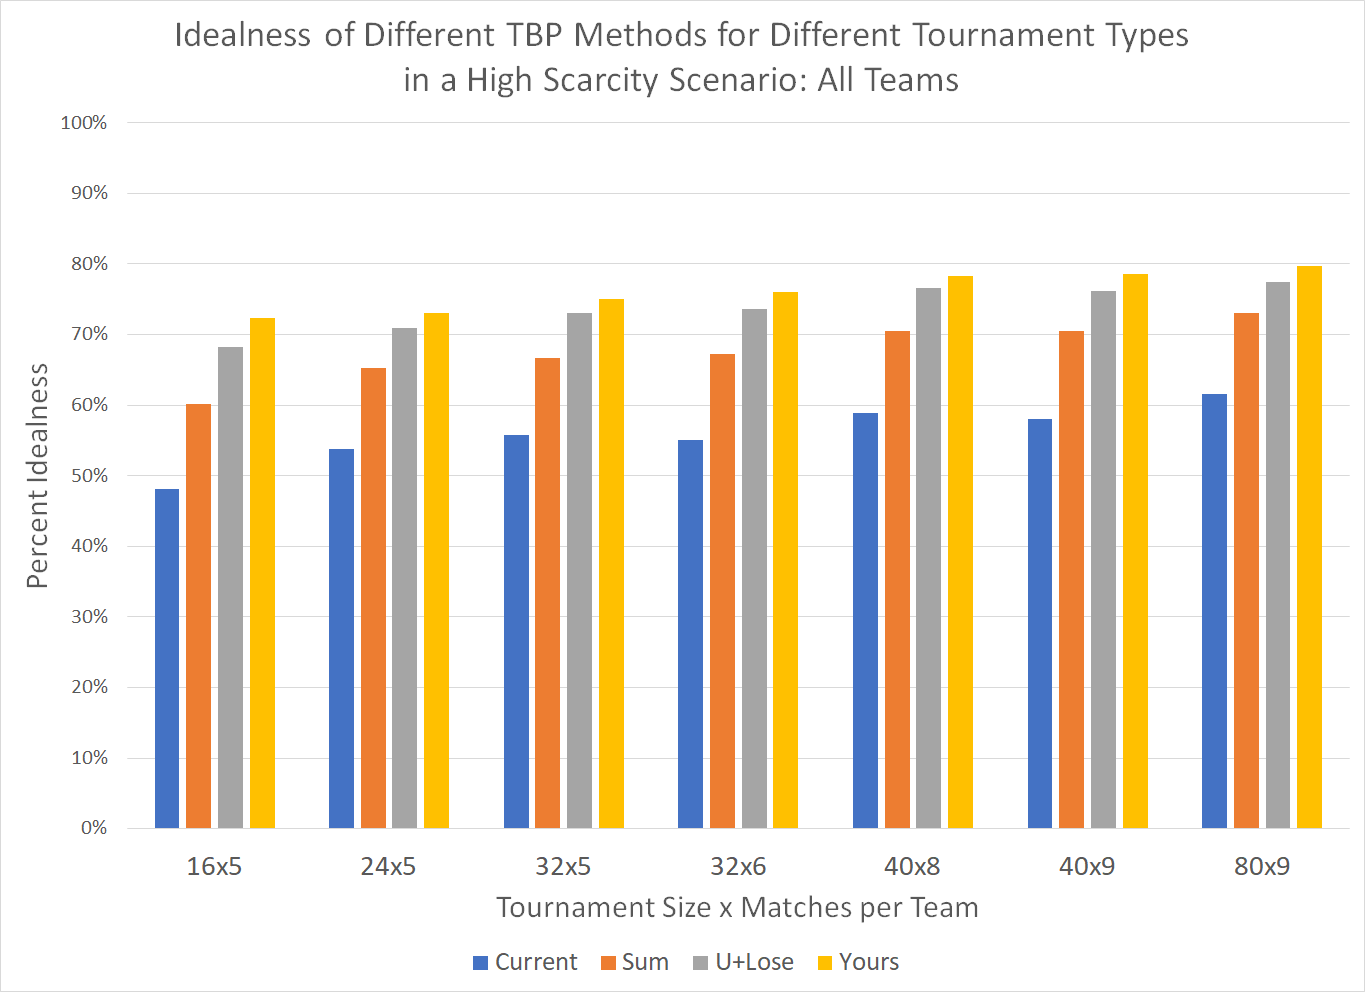 Idealness of Different TBP Methods for Different Tournament Types
in a High Scarcity Scenario: All Teams
100%
90%
80%
70%
60%
50%
40%
30%
20%
10%
0%
Percent Idealness
16x5 24x5 32x5 32x6 40x8 40x9 80x9
Tournament Size x Matches per Team
Current Sum U+Lose Yours